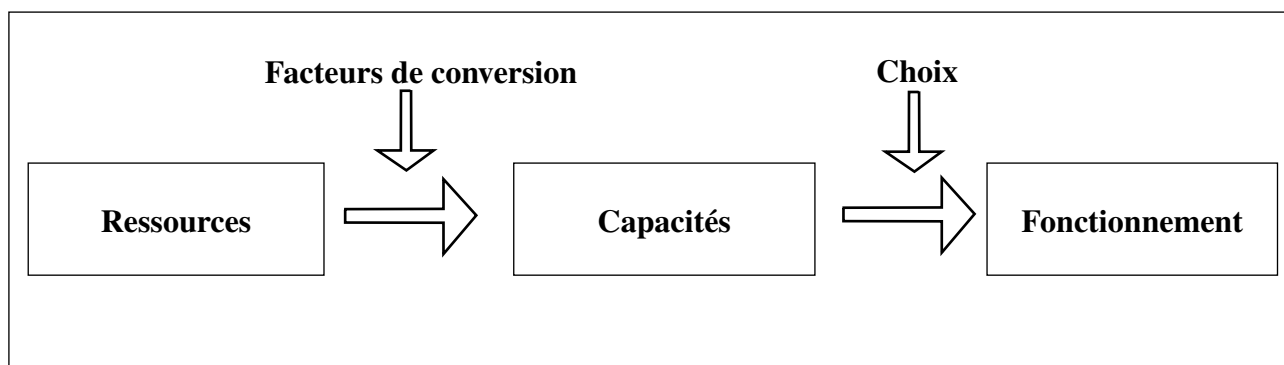 Facteurs de conversion
Choix
Ressources
Capacités
Fonctionnement